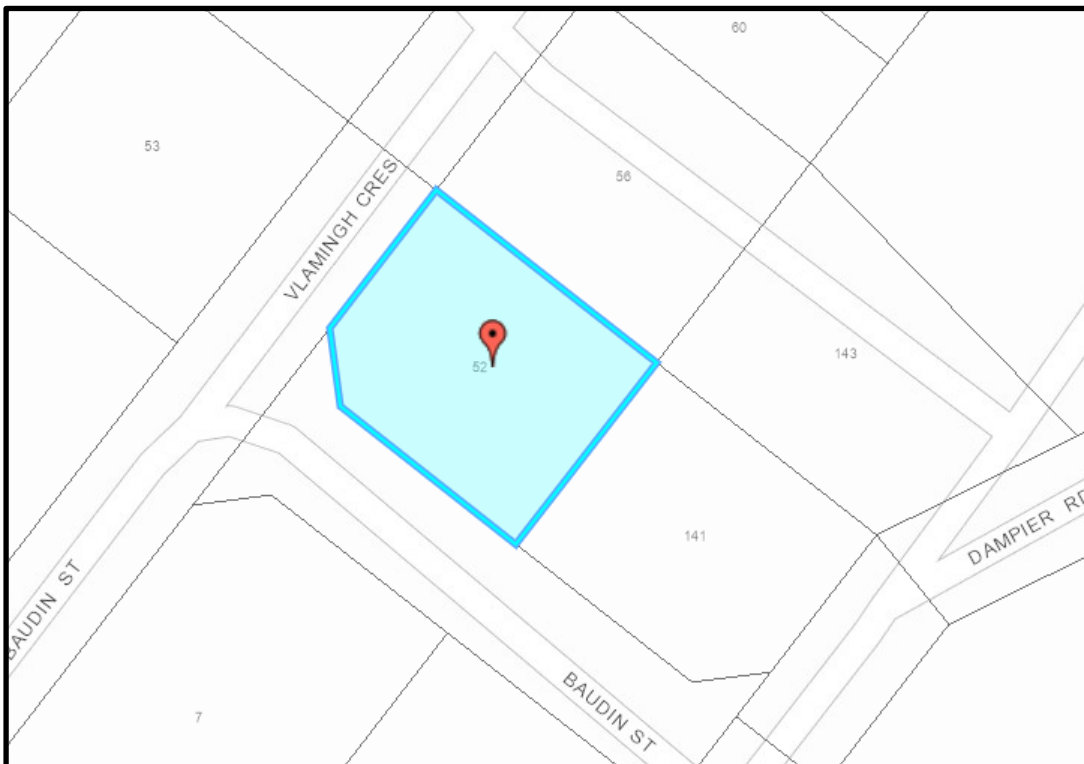 60
53
56
VLAMINGH CRES
143
52
141
DAMPIER RD
BAUDIN ST
BAUDIN ST
7